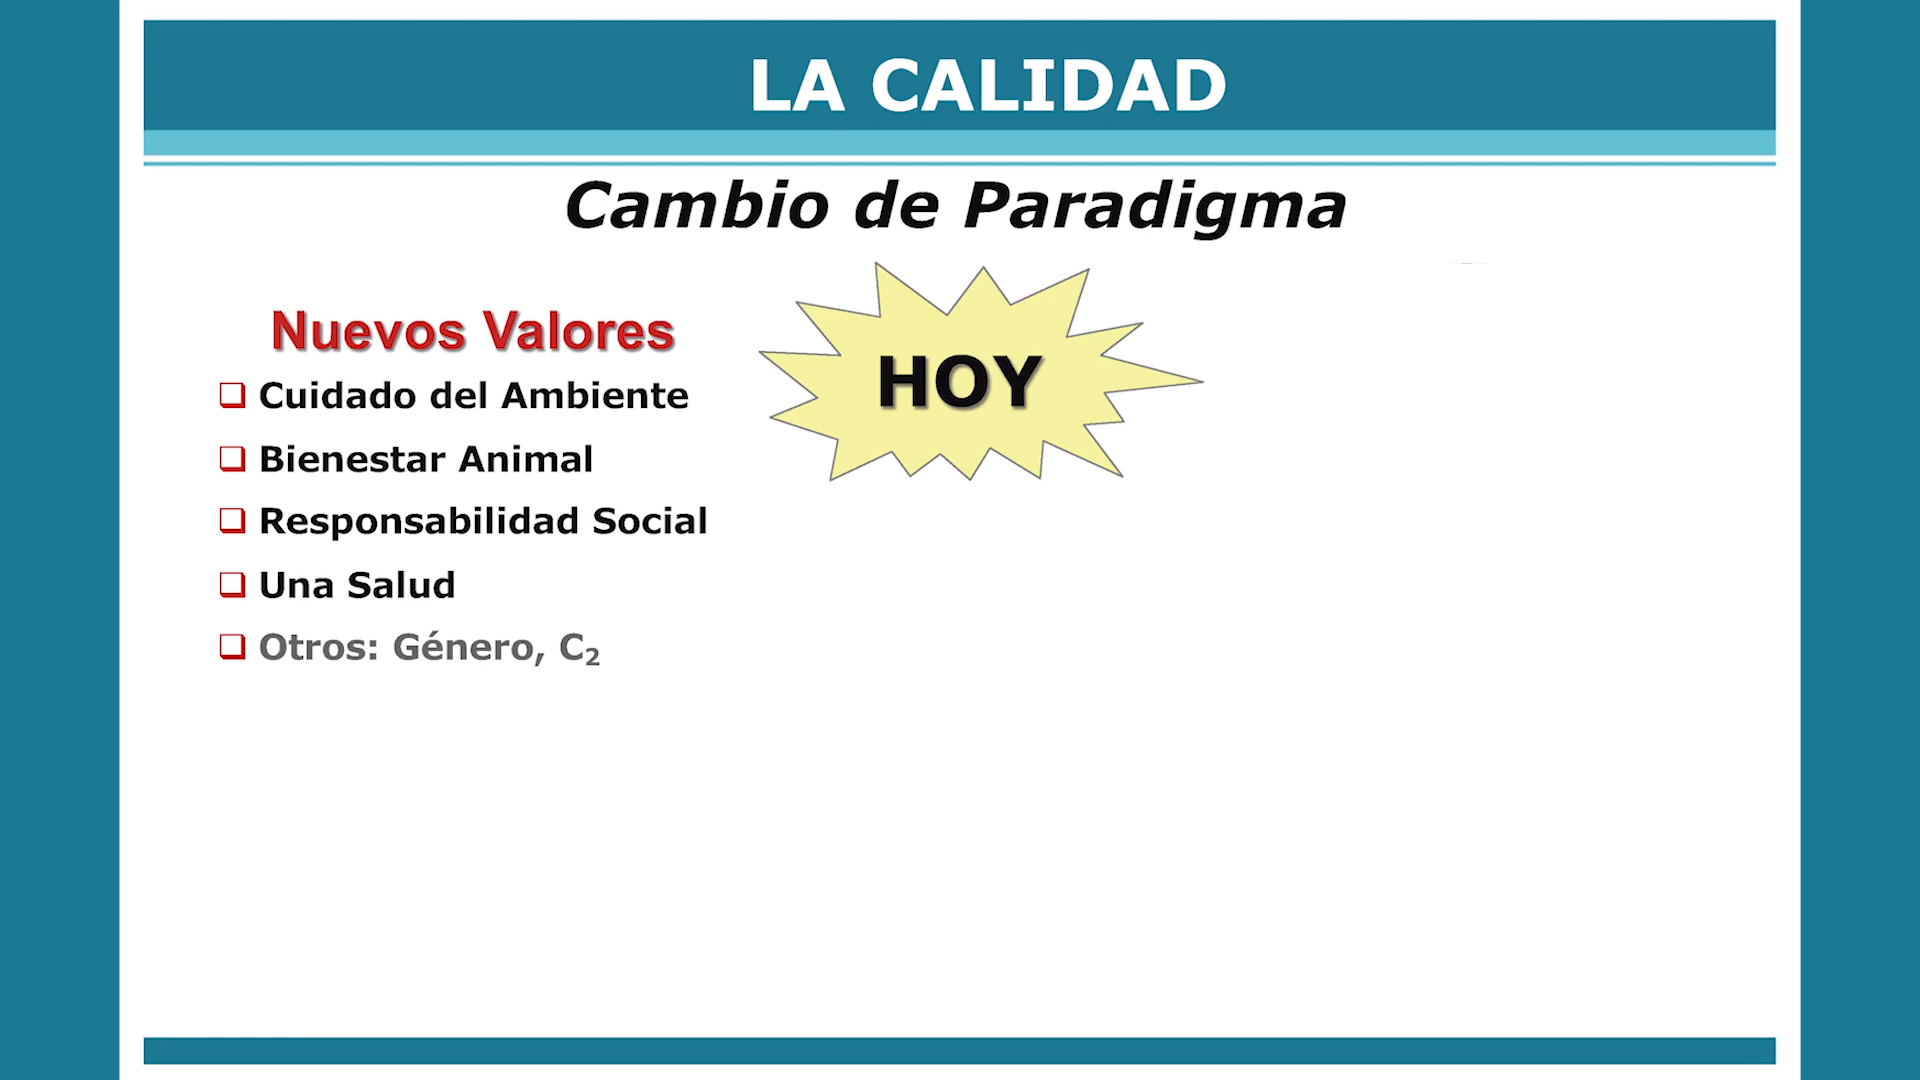 LA CALIDAD
Cambio de Paradigma
Nuevos Valores
HOY
❑ Cuidado del Ambiente
❑ Bienestar Animal
❑ Responsabilidad Social
❑ Una Salud
❑ Otros: Género, C₂